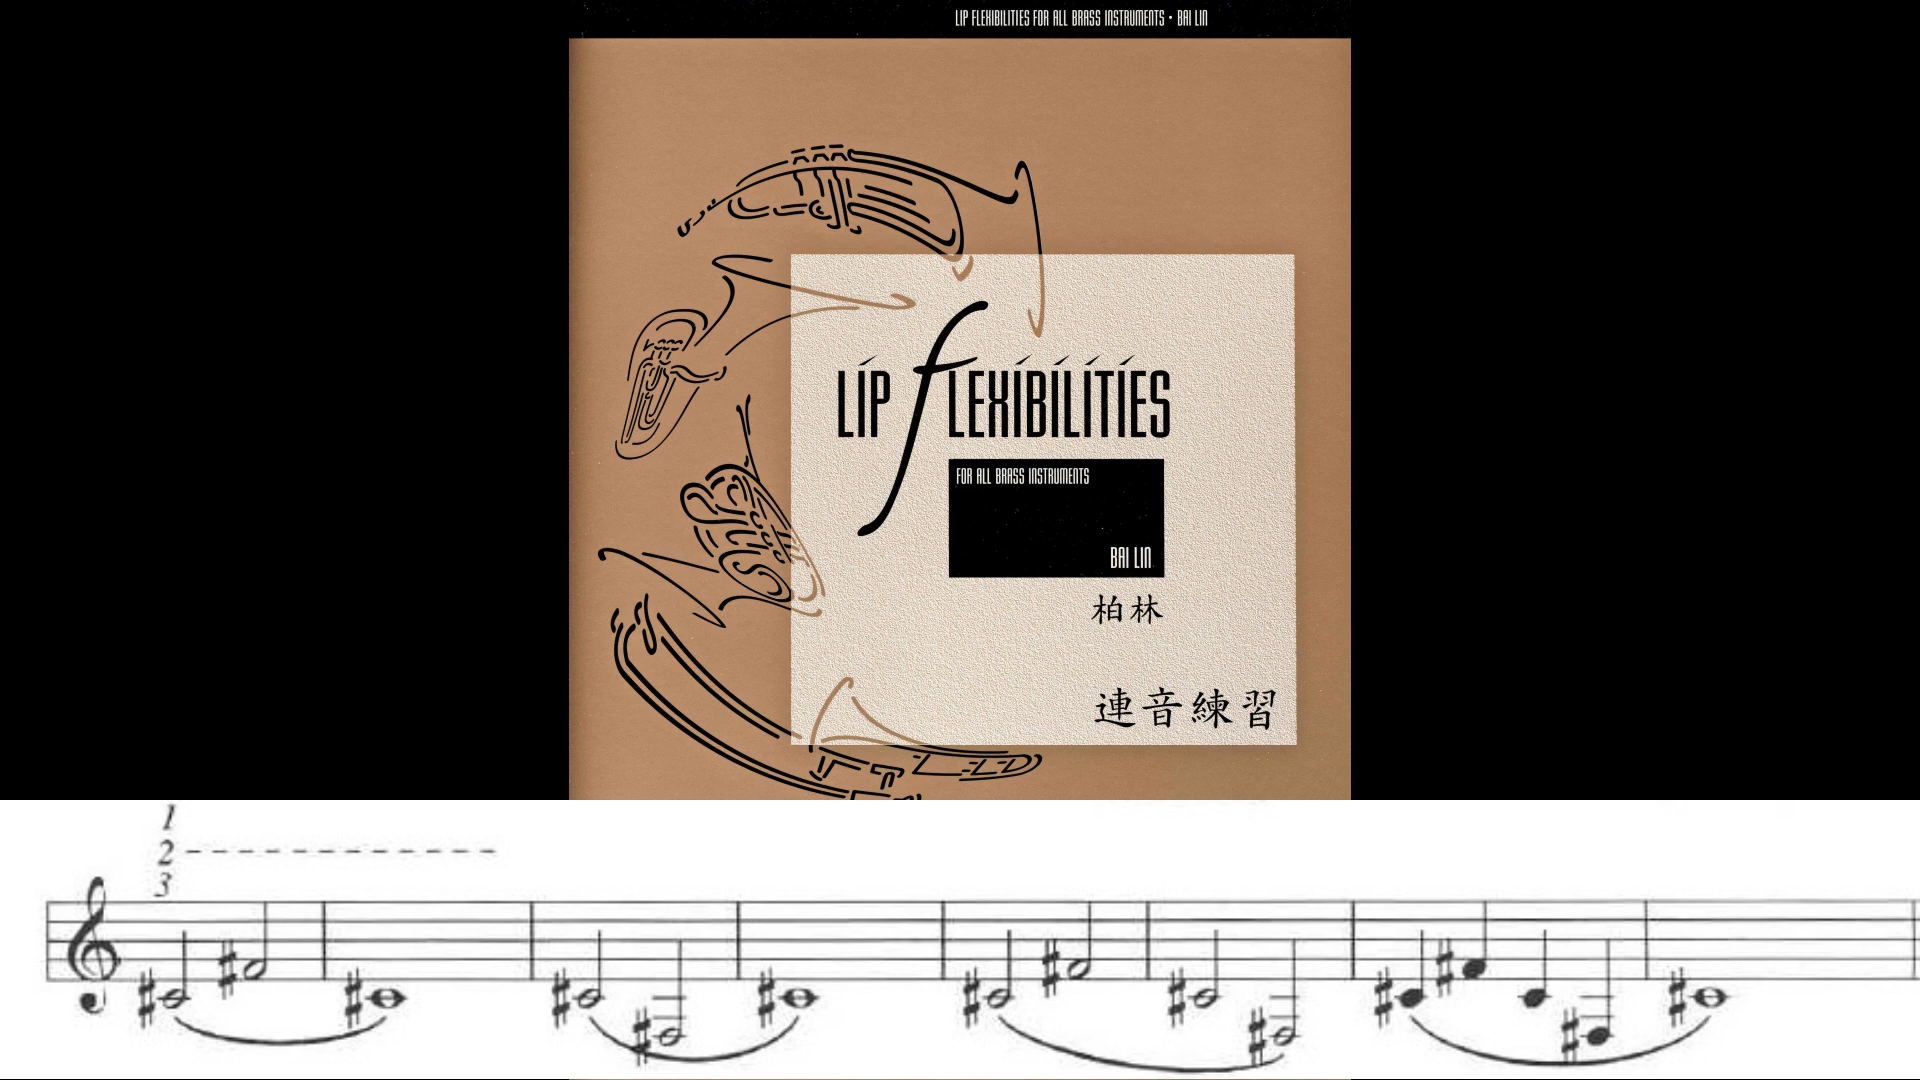 LIP FLEXIBILITIES FOR ALL BRASS INSTRUMENTS • BAI LIN
LIP fLEXIBILITIES
FOR ALL BRASS INSTRUMENTS
BAI LIN
柏林
連音練習
1
2
3